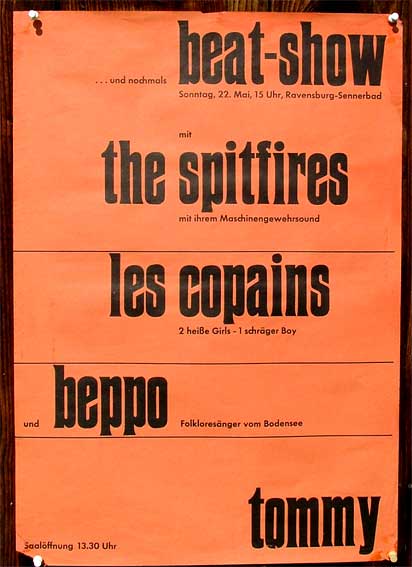 ... und nochmals beat-show
Sonntag, 22. Mai, 15 Uhr, Ravensburg-Sennerbad
mit
the spitfires
mit ihrem Maschinengewehrsound
les copains
2 heiße Girls - 1 schräger Boy
und beppo Folkloresänger vom Bodensee
tommy
Saalöffnung 13.30 Uhr